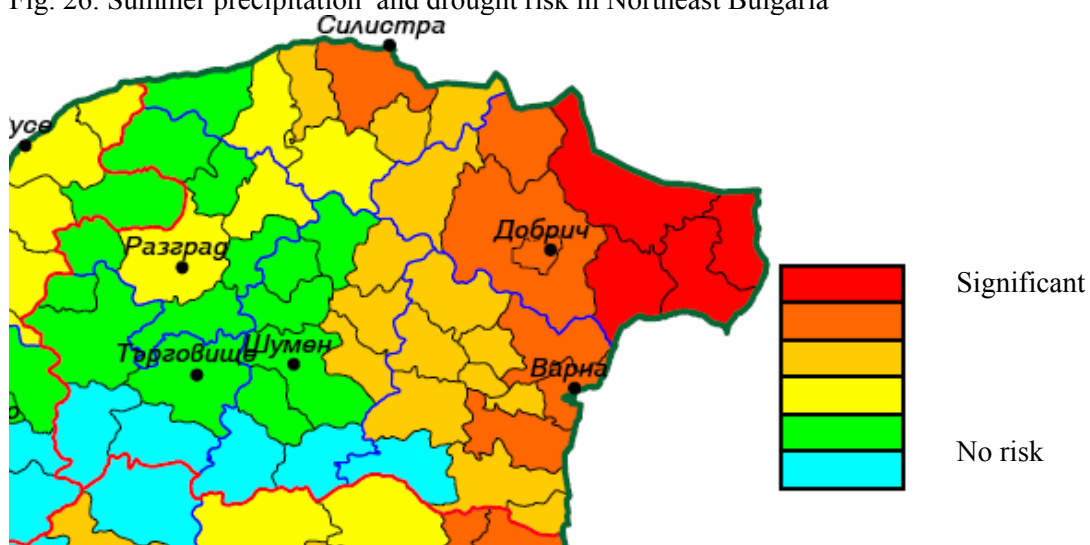 Fig. 26. Summer precipitation and drought risk in Northeast Bulgaria
Силистра
усе
Добрич
Разград
Significant
Търговище
Шумен
Варна
No risk